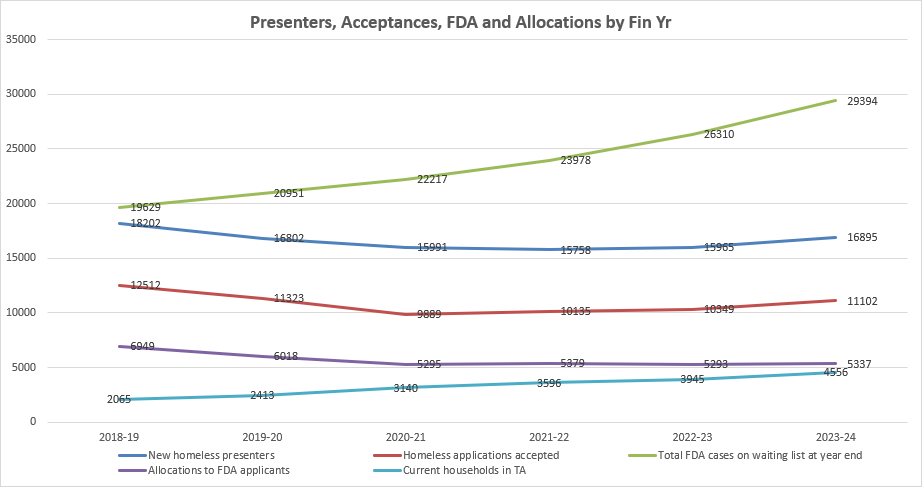 Presenters, Acceptances, FDA and Allocations by Fin Yr
35000
30000
25000
20000
15000
10000
5000
0
19629 20951 22217 23978 26310 29394
18202 16802 15991 15758 15965 16895
12512 11323 9889 10135 10349 11102
6949 6018 5295 5379 5293 5337
2065 2413 3140 3596 3945 4556
2018-19 2019-20 2020-21 2021-22 2022-23 2023-24
New homeless presenters Homeless applications accepted Total FDA cases on waiting list at year end
Allocations to FDA applicants Current households in TA